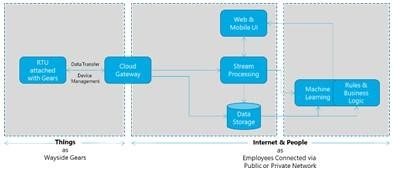 Web &
Mobile UI
RTU
attached
with Gears
Data Transfer
Device
Management
Cloud
Gateway
Stream
Processing
Machine
Learning
Rules &
Business
Logic
Data
Storage
Things
as
Wayside Gears
Internet & People
as
Employees Connected via
Public or Private Network